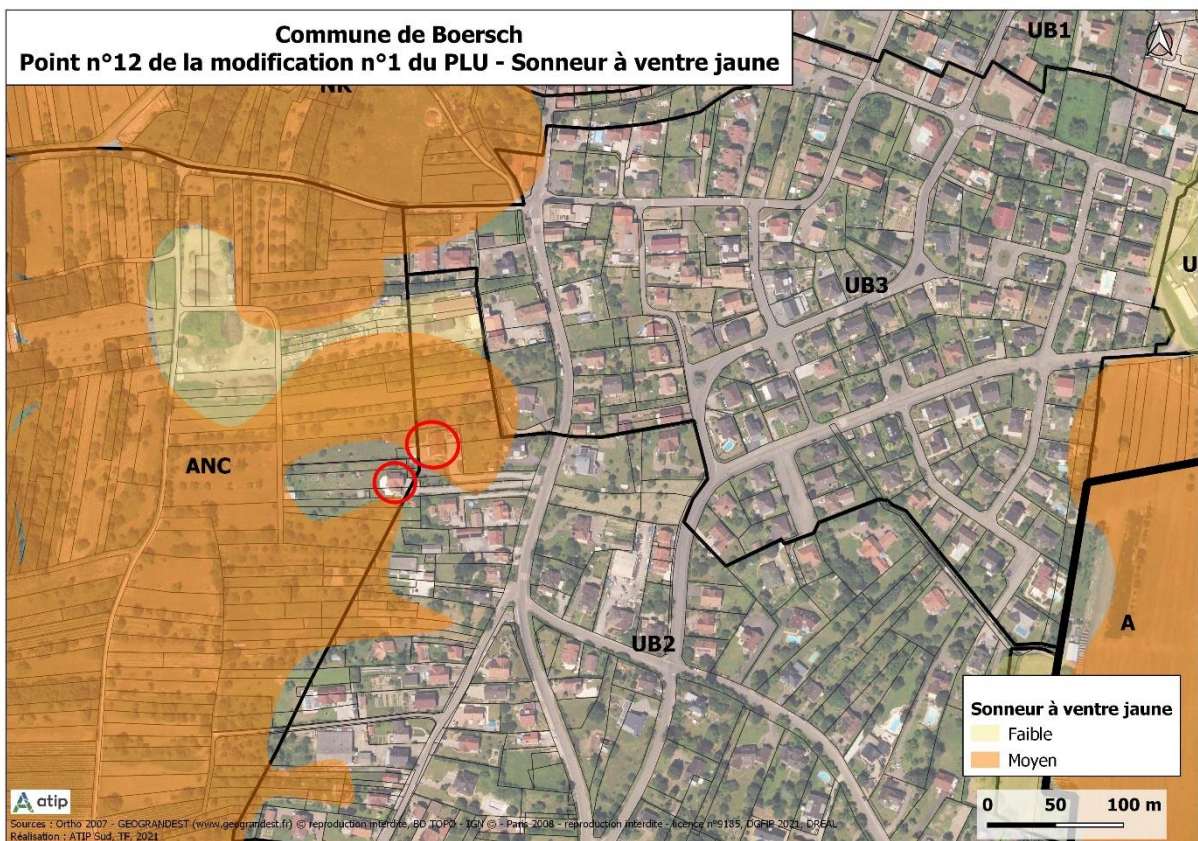 Commune de Boersch
Point n°12 de la modification n°1 du PLU - Sonneur à ventre jaune
UB1
UB3
U
ANC
UB2
A
Sonneur à ventre jaune
Faible
Moyen
0 50 100 m
atip
Sources : Ortho 2007 - GEOGRANDEST (www.geograndest.fr) © reproduction interdite, BD TOPO - IGN © - Paris 2008 - reproduction interdite - licence n°9185, DGFIP 2021, DREAL
Réalisation : ATIP Sud, TF, 2021